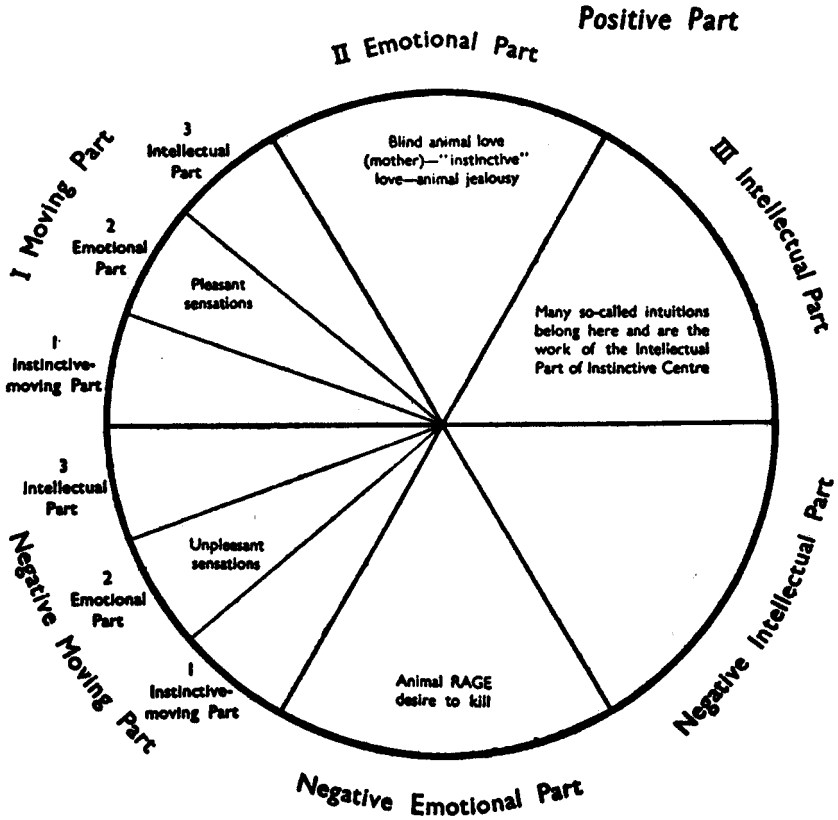 Positive Part
II Emotional Part
I Moving Part
III Intellectual Part
3
Intellectual
Part
2
Emotional
Part
1
Instinctive-
moving Part
Blind animal love
(mother)—"instinctive"
love—animal jealousy
Pleasant
sensations
Many so-called intuitions
belong here and are the
work of the Intellectual
Part of Instinctive Centre
3
Intellectual
Part
2
Emotional
Part
1
Instinctive-
moving Part
Unpleasant
sensations
Animal RAGE
desire to kill
Negative Moving Part
Negative Emotional Part
Negative Intellectual Part